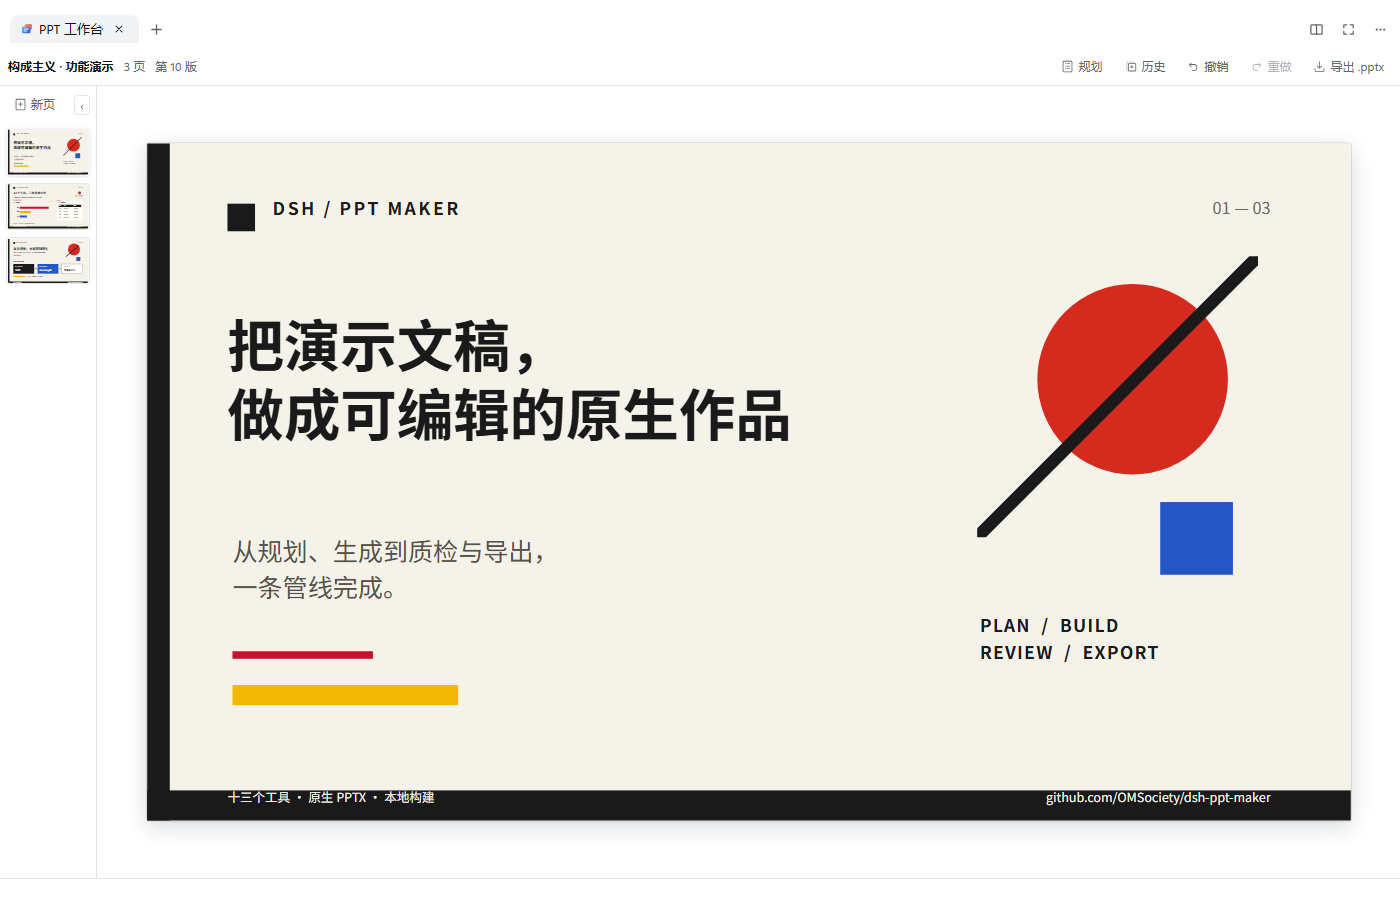 PPT 工作台
构成主义 · 功能演示 3 页 第 10 版
规划 历史 撤销 重做 导出 .pptx
新页
DSH / PPT MAKER
01 — 03
把演示文稿，
做成可编辑的原生作品
从规划、生成到质检与导出，
一条管线完成。
PLAN / BUILD
REVIEW / EXPORT
十三个工具 · 原生 PPTX · 本地构建
github.com/OMSociety/dsh-ppt-maker